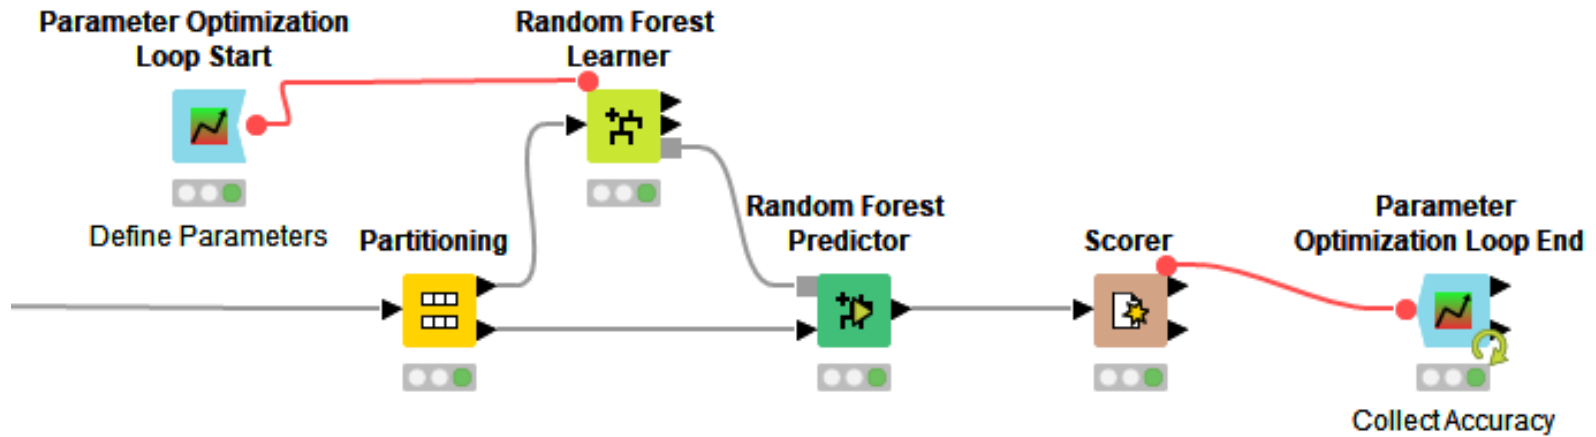 Parameter Optimization
Loop Start
Random Forest
Learner
Define Parameters
Partitioning
Random Forest
Predictor
Scorer
Parameter
Optimization Loop End
Collect Accuracy